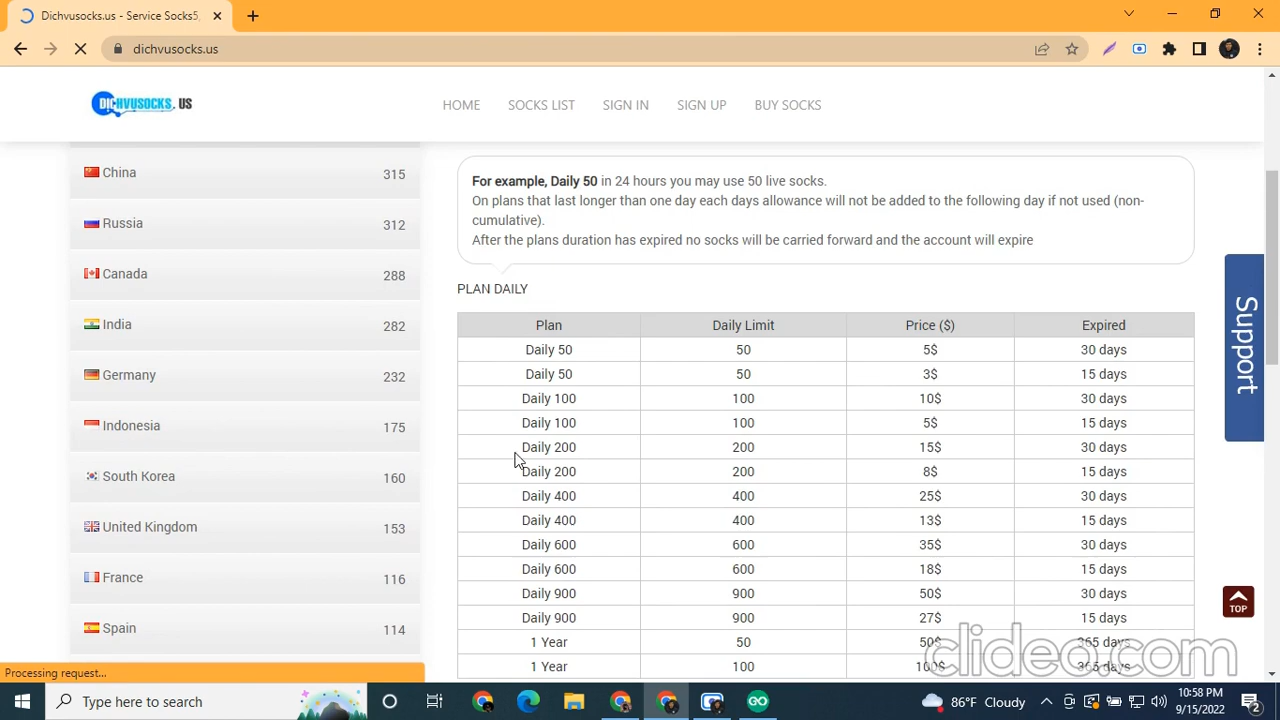 Dichvusocks.us - Service Socks5,
dichvusocks.us
DICHVUSOCKS. US
HOME SOCKS LIST SIGN IN SIGN UP BUY SOCKS
China 315
Russia 312
Canada 288
India 282
Germany 232
Indonesia 175
South Korea 160
United Kingdom 153
France 116
Spain 114
For example, Daily 50 in 24 hours you may use 50 live socks.
On plans that last longer than one day each days allowance will not be added to the following day if not used (non-
cumulative).
After the plans duration has expired no socks will be carried forward and the account will expire
PLAN DAILY
Plan Daily Limit Price ($) Expired
Daily 50 50 5$ 30 days
Daily 50 50 3$ 15 days
Daily 100 100 10$ 30 days
Daily 100 100 5$ 15 days
Daily 200 200 15$ 30 days
Daily 200 200 8$ 15 days
Daily 400 400 25$ 30 days
Daily 400 400 13$ 15 days
Daily 600 600 35$ 30 days
Daily 600 600 18$ 15 days
Daily 900 900 50$ 30 days
Daily 900 900 27$ 15 days
1 Year 50 50$ 365 days
1 Year 100 100$ 365 days
Support
TOP
clideo.com
Processing request...
Type here to search
GO
86°F Cloudy
10:58 PM
9/15/2022
2